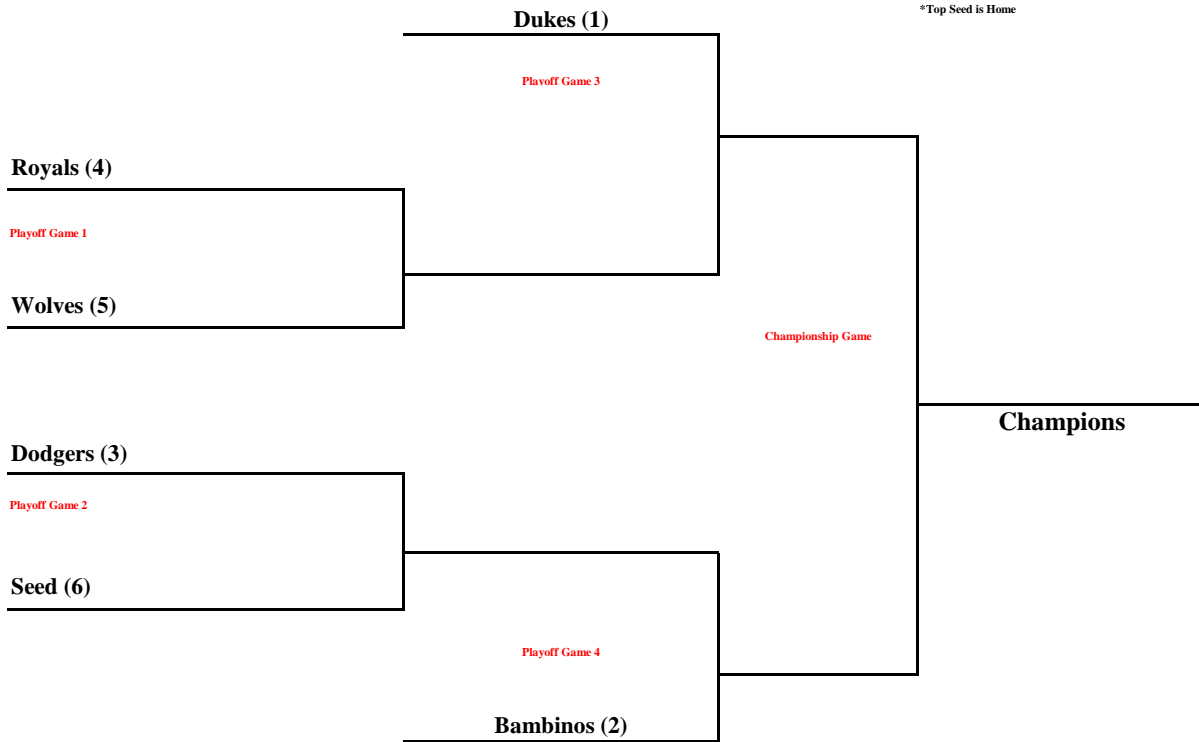 Dukes (1)
*Top Seed is Home
Playoff Game 3
Royals (4)
Playoff Game 1
Wolves (5)
Championship Game
Champions
Dodgers (3)
Playoff Game 2
Seed (6)
Playoff Game 4
Bambinos (2)